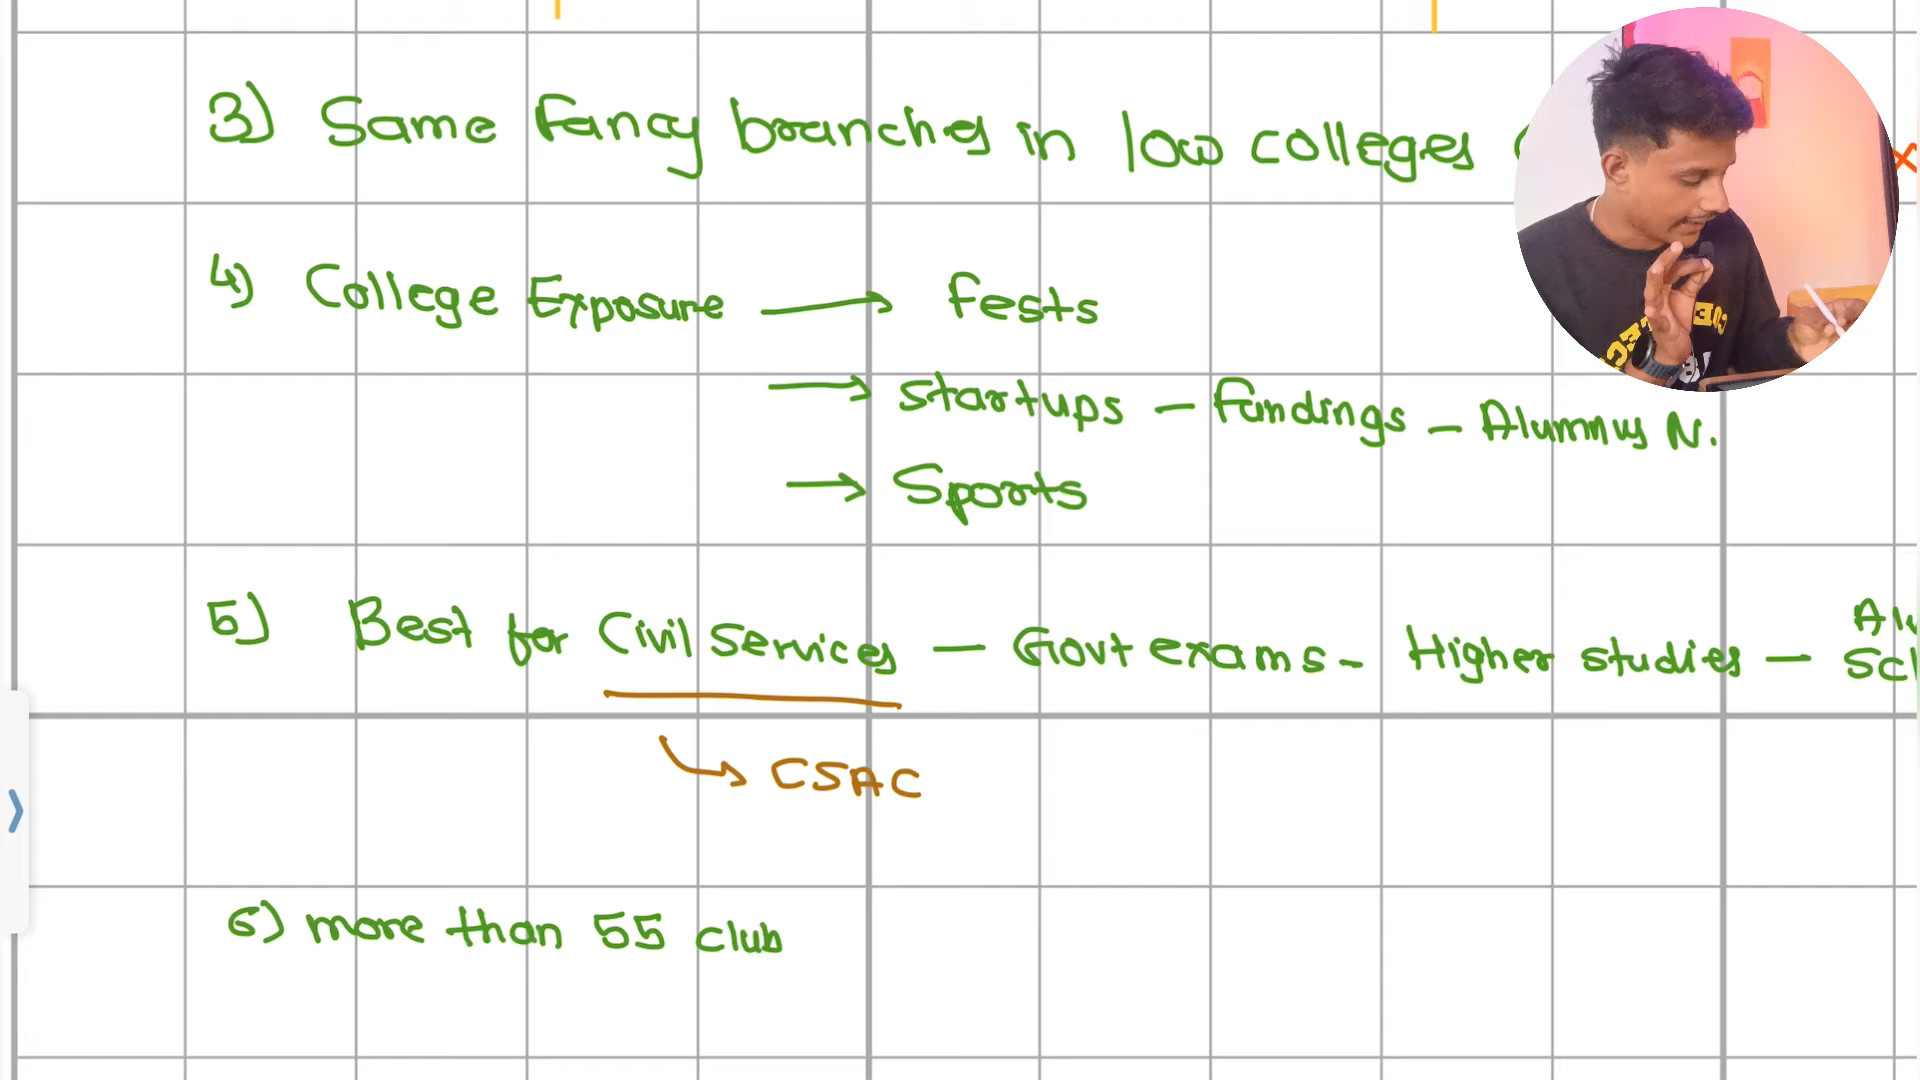 3) Same Fancy branches in low colleges
4) College Exposure → Fests
→ Startups - Fundings - Alumnus N.
→ Sports
5) Best for Civil Services - Govt exams - Higher studies -
→ CSAC
6) more than 55 club